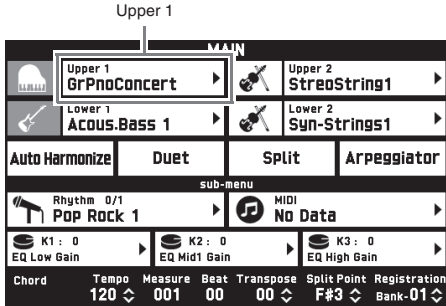 Upper 1
MAIN
Upper 1
GrPnoConcert
Upper 2
StreoString1
Lower 1
Acous.Bass 1
Lower 2
Syn-Strings1
Auto Harmonize Duet Split Arpeggiator
sub-menu
Rhythm 0/1
Pop Rock 1
MIDI
No Data
K1: 0
EQ Low Gain
K2: 0
EQ Mid1 Gain
K3: 0
EQ High Gain
Chord Tempo Measure Beat Transpose Split Point Registration
120 001 00 00 F#3 Bank-01